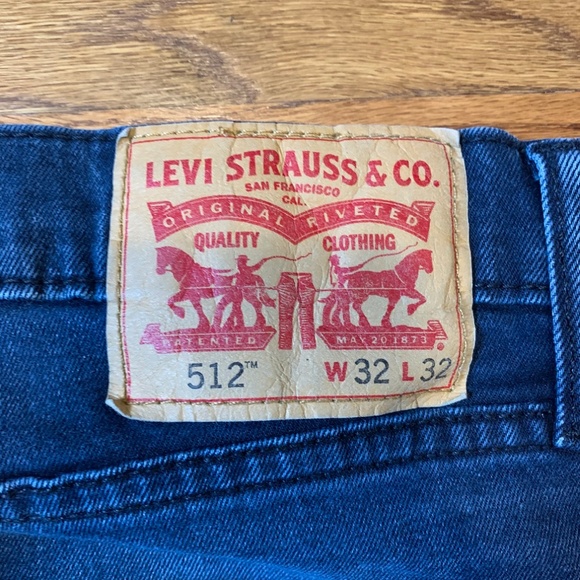 LEVI STRAUSS & CO.
SAN FRANCISCO
CAL.
ORIGINAL RIVETED
QUALITY CLOTHING
PATENTED MAY 20 1873
512™ W 32 L 32